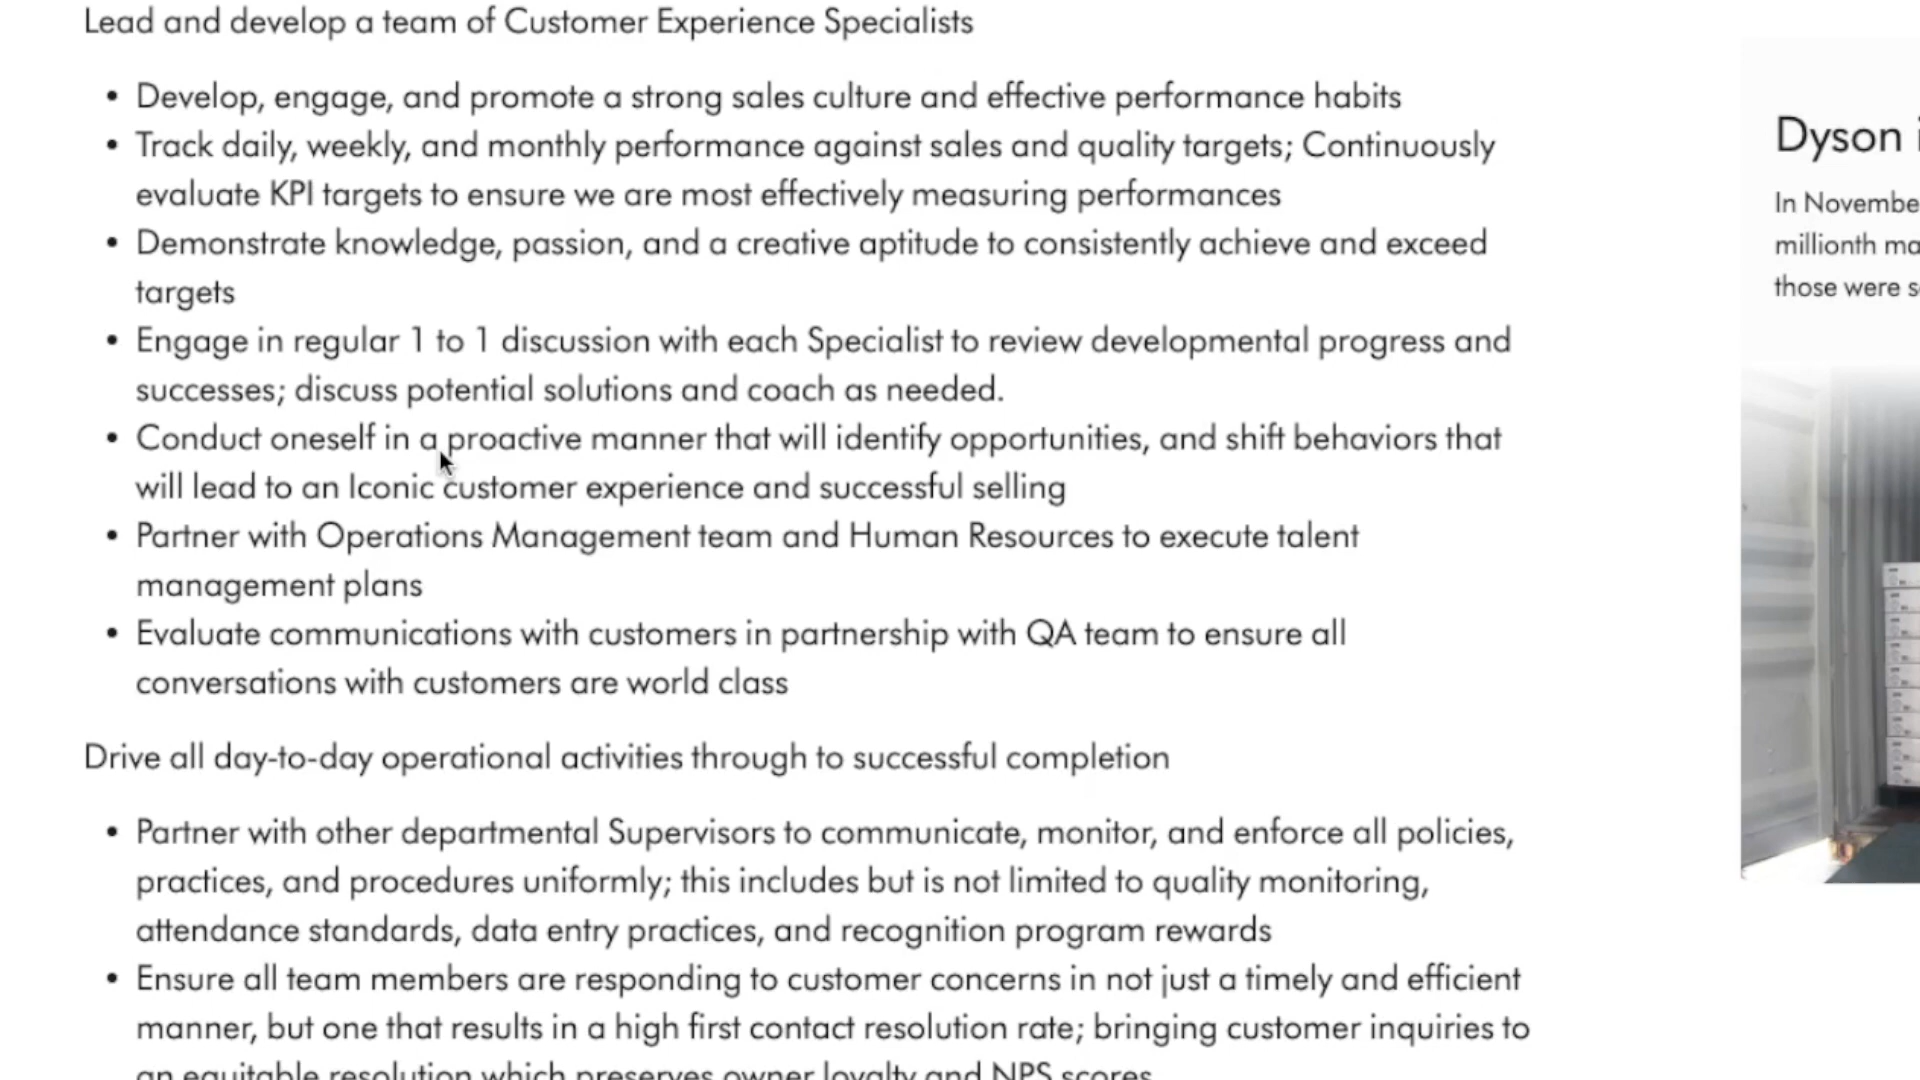 Lead and develop a team of Customer Experience Specialists
• Develop, engage, and promote a strong sales culture and effective performance habits
• Track daily, weekly, and monthly performance against sales and quality targets; Continuously
evaluate KPI targets to ensure we are most effectively measuring performances
• Demonstrate knowledge, passion, and a creative aptitude to consistently achieve and exceed
targets
• Engage in regular 1 to 1 discussion with each Specialist to review developmental progress and
successes; discuss potential solutions and coach as needed.
• Conduct oneself in a proactive manner that will identify opportunities, and shift behaviors that
will lead to an Iconic customer experience and successful selling
• Partner with Operations Management team and Human Resources to execute talent
management plans
• Evaluate communications with customers in partnership with QA team to ensure all
conversations with customers are world class
Drive all day-to-day operational activities through to successful completion
• Partner with other departmental Supervisors to communicate, monitor, and enforce all policies,
practices, and procedures uniformly; this includes but is not limited to quality monitoring,
attendance standards, data entry practices, and recognition program rewards
• Ensure all team members are responding to customer concerns in not just a timely and efficient
manner, but one that results in a high first contact resolution rate; bringing customer inquiries to
an equitable resolution which preserves owner loyalty and NPS scores
Dyson
In
millionth
those were